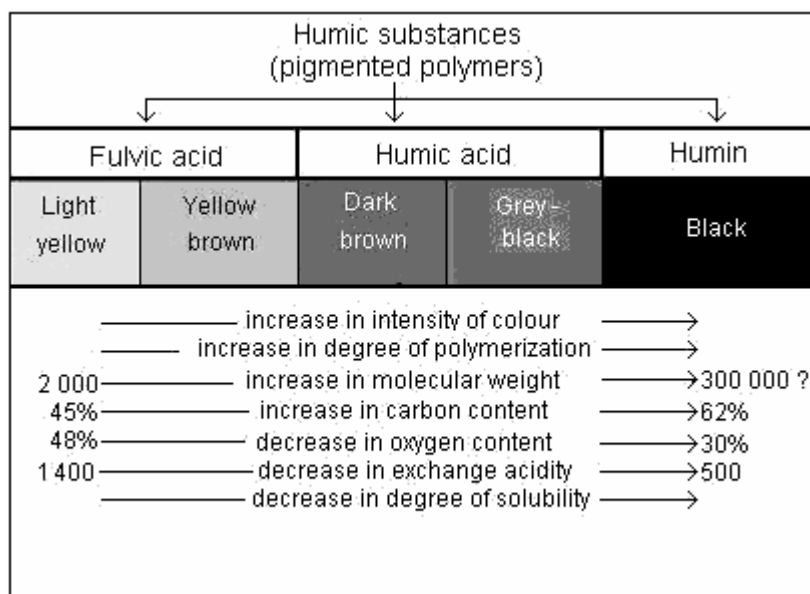 Humic substances
(pigmented polymers)
Fulvic acid
Humic acid
Humin
Light
yellow
Yellow
brown
Dark
brown
Grey-
black
Black
increase in intensity of colour
increase in degree of polymerization
2 000 increase in molecular weight 300 000 ?
45% increase in carbon content 62%
48% decrease in oxygen content 30%
1 400 decrease in exchange acidity 500
decrease in degree of solubility